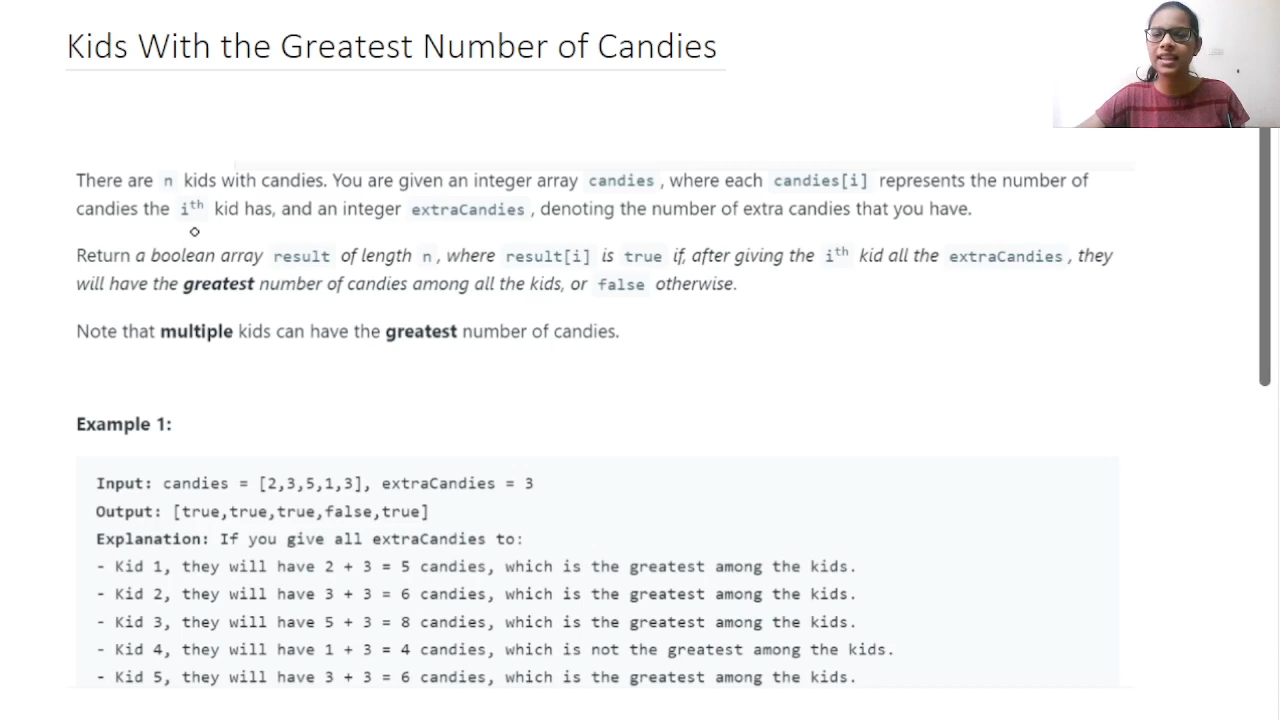 Kids With the Greatest Number of Candies
There are n kids with candies. You are given an integer array candies, where each candies[i] represents the number of
candies the ith kid has, and an integer extraCandies, denoting the number of extra candies that you have.
Return a boolean array result of length n, where result[i] is true if, after giving the ith kid all the extraCandies, they
will have the greatest number of candies among all the kids, or false otherwise.
Note that multiple kids can have the greatest number of candies.
Example 1:
Input: candies = [2,3,5,1,3], extraCandies = 3
Output: [true,true,true,false,true]
Explanation: If you give all extraCandies to:
- Kid 1, they will have 2 + 3 = 5 candies, which is the greatest among the kids.
- Kid 2, they will have 3 + 3 = 6 candies, which is the greatest among the kids.
- Kid 3, they will have 5 + 3 = 8 candies, which is the greatest among the kids.
- Kid 4, they will have 1 + 3 = 4 candies, which is not the greatest among the kids.
- Kid 5, they will have 3 + 3 = 6 candies, which is the greatest among the kids.